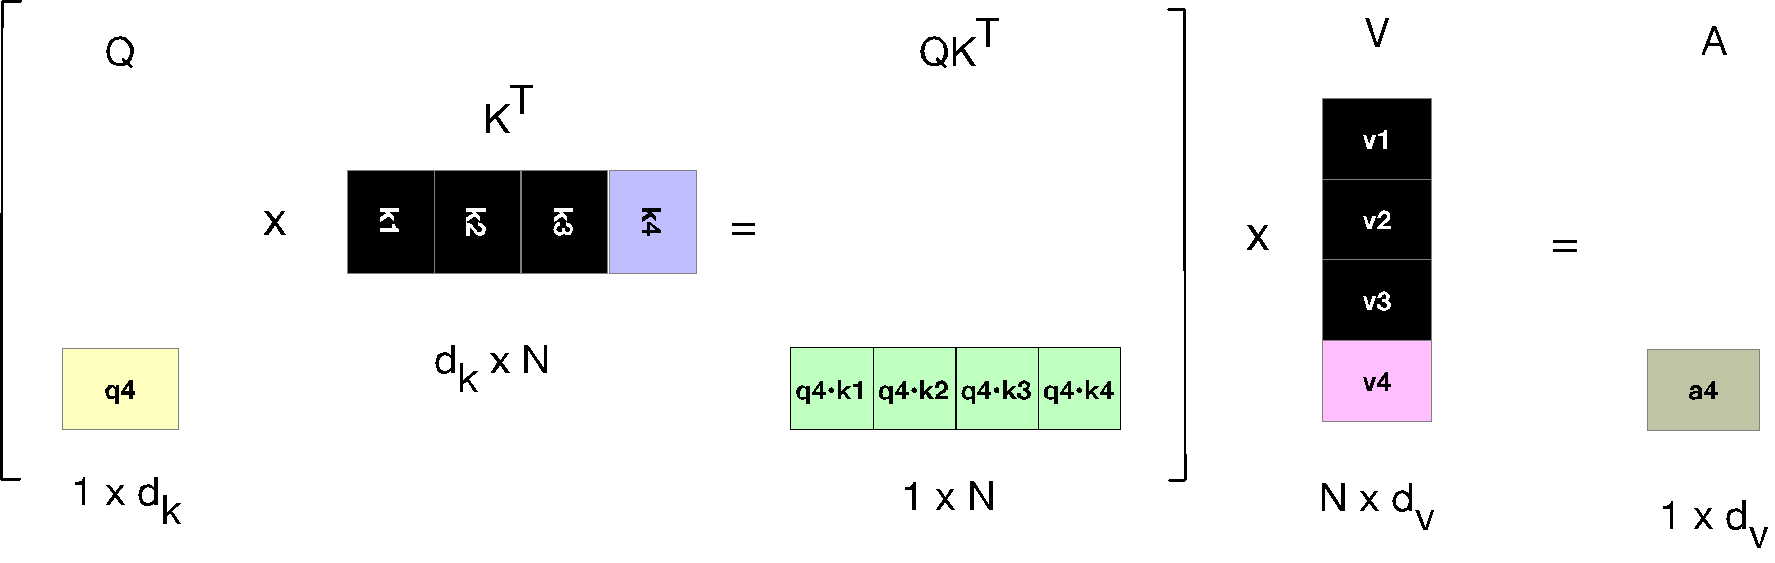 Q
K^T
QK^T
V
A
x
k1 k2 k3 k4
=
x
v1
v2
v3
v4
=
q4
q4·k1 q4·k2 q4·k3 q4·k4
a4
1 x d_k
d_k x N
1 x N
N x d_v
1 x d_v